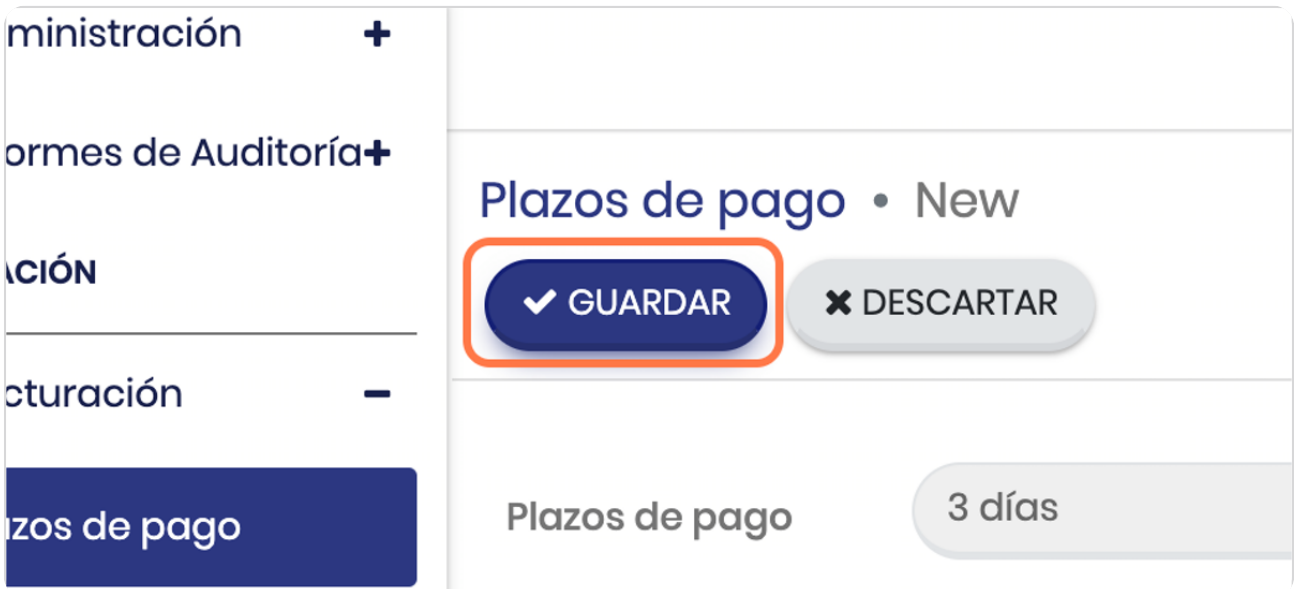 ministración
ormes de Auditoría
ACIÓN
cturación
zos de pago
Plazos de pago • New
GUARDAR
DESCARTAR
Plazos de pago
3 días